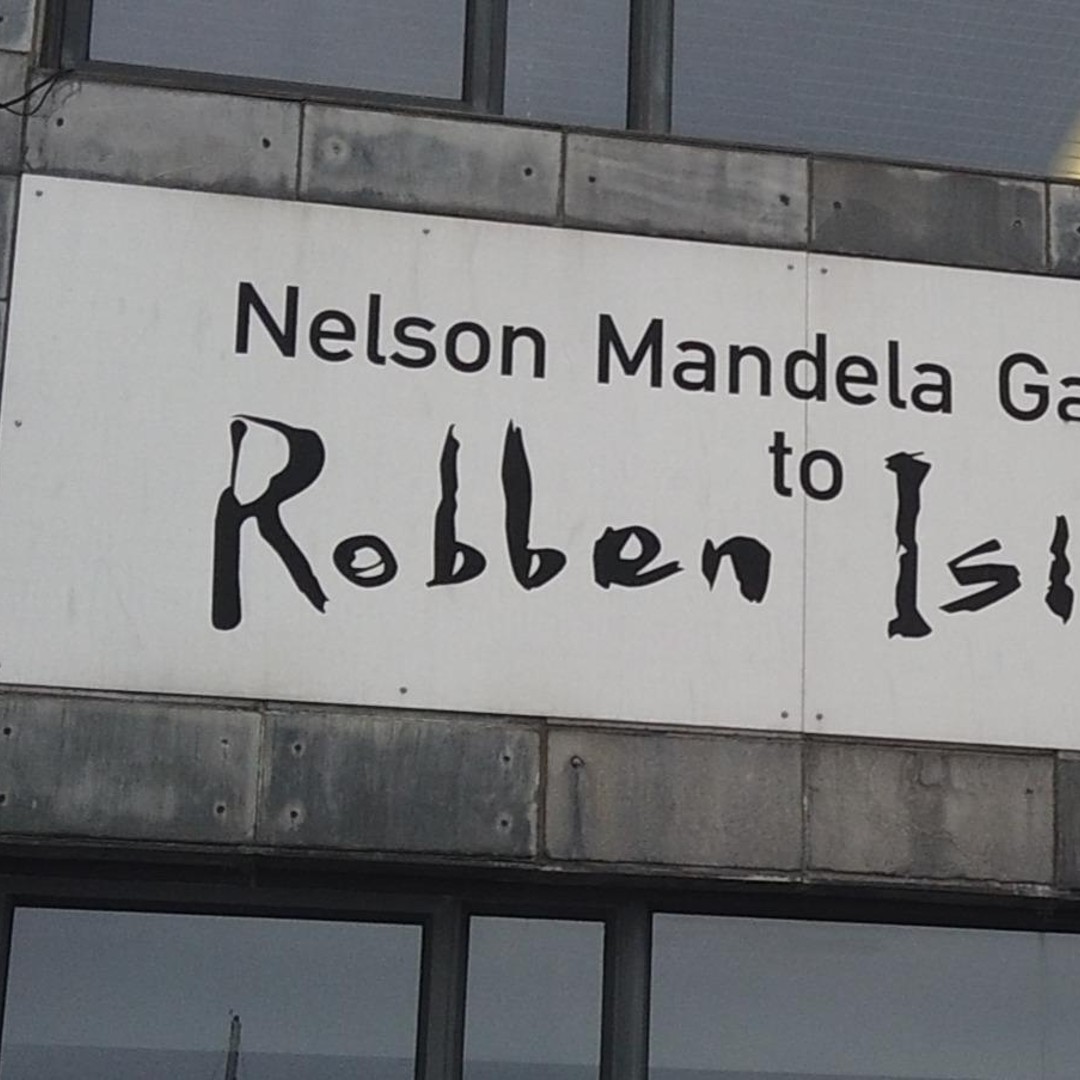 Nelson Mandela Ga
to
Robben Isl